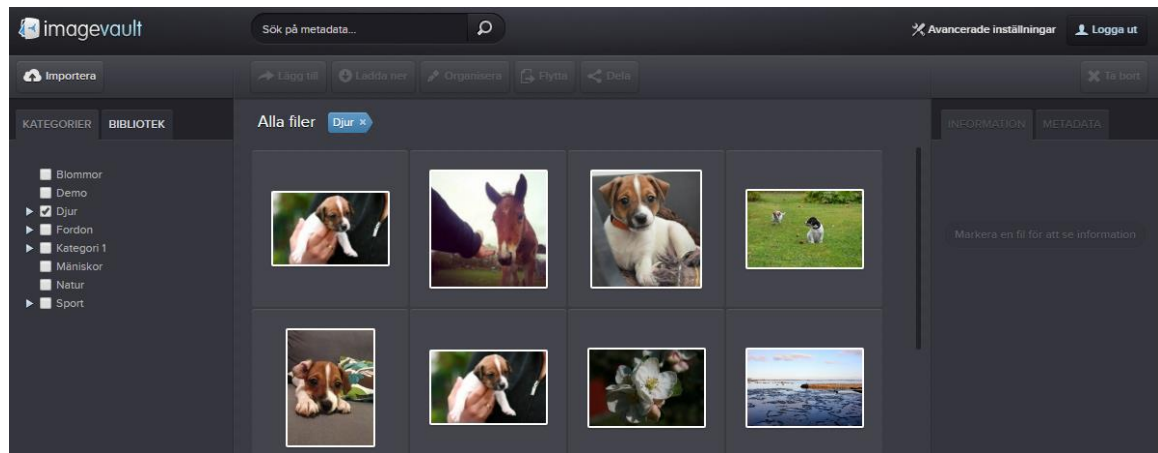 imagevault
Sök på metadata...
Avancerade inställningar
Logga ut
Importera
Lägg till
Ladda ner
Organisera
Flytta
Dela
Ta bort
KATEGORIER
BIBLIOTEK
Alla filer
Djur ×
INFORMATION
METADATA
Blommor
Demo
Djur
Fordon
Kategori 1
Mäniskor
Natur
Sport
Markera en fil för att se information